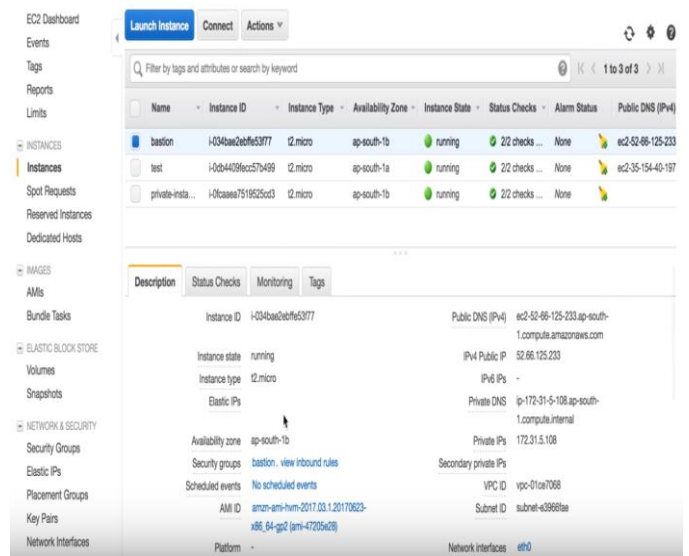 EC2 Dashboard
Events
Tags
Reports
Limits
INSTANCES
Instances
Spot Requests
Reserved Instances
Dedicated Hosts
IMAGES
AMIs
Bundle Tasks
ELASTIC BLOCK STORE
Volumes
Snapshots
NETWORK & SECURITY
Security Groups
Elastic IPs
Placement Groups
Key Pairs
Network Interfaces
Launch Instance Connect Actions
Filter by tags and attributes or search by keyword 1 to 3 of 3
Name Instance ID Instance Type Availability Zone Instance State Status Checks Alarm Status Public DNS (IPv4)
bastion i-034bae2ebffe53f77 t2.micro ap-south-1b running 2/2 checks ... None ec2-52-66-125-233
test i-0db4409fecc57b499 t2.micro ap-south-1a running 2/2 checks ... None ec2-35-154-40-197
private-insta... i-0fcaaea7519525cd3 t2.micro ap-south-1b running 2/2 checks ... None
Description Status Checks Monitoring Tags
Instance ID i-034bae2ebffe53f77
Instance state running
Instance type t2.micro
Elastic IPs
Availability zone ap-south-1b
Security groups bastion. view inbound rules
Scheduled events No scheduled events
AMI ID amzn-ami-hvm-2017.03.1.20170623-
x86_64-gp2 (ami-47205e28)
Platform -
Public DNS (IPv4) ec2-52-66-125-233.ap-south-
1.compute.amazonaws.com
IPv4 Public IP 52.66.125.233
IPv6 IPs -
Private DNS ip-172-31-5-108.ap-south-
1.compute.internal
Private IPs 172.31.5.108
Secondary private IPs
VPC ID vpc-01ce7068
Subnet ID subnet-e3966fae
Network interfaces eth0